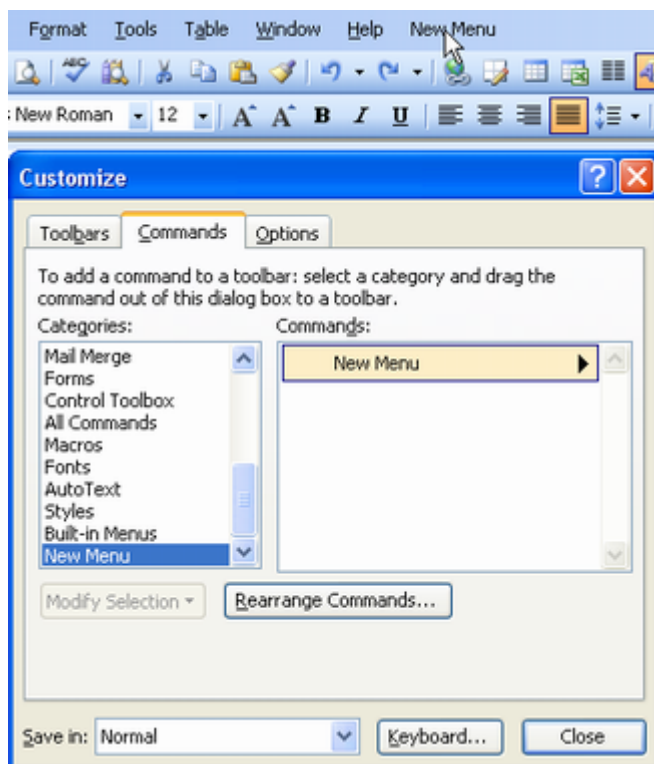 Format Tools Table Window Help New Menu
ABC
New Roman 12 A A B I U
Customize
Toolbars Commands Options
To add a command to a toolbar: select a category and drag the
command out of this dialog box to a toolbar.
Categories: Commands:
Mail Merge New Menu
Forms
Control Toolbox
All Commands
Macros
Fonts
AutoText
Styles
Built-in Menus
New Menu
Modify Selection Rearrange Commands...
Save in: Normal Keyboard... Close